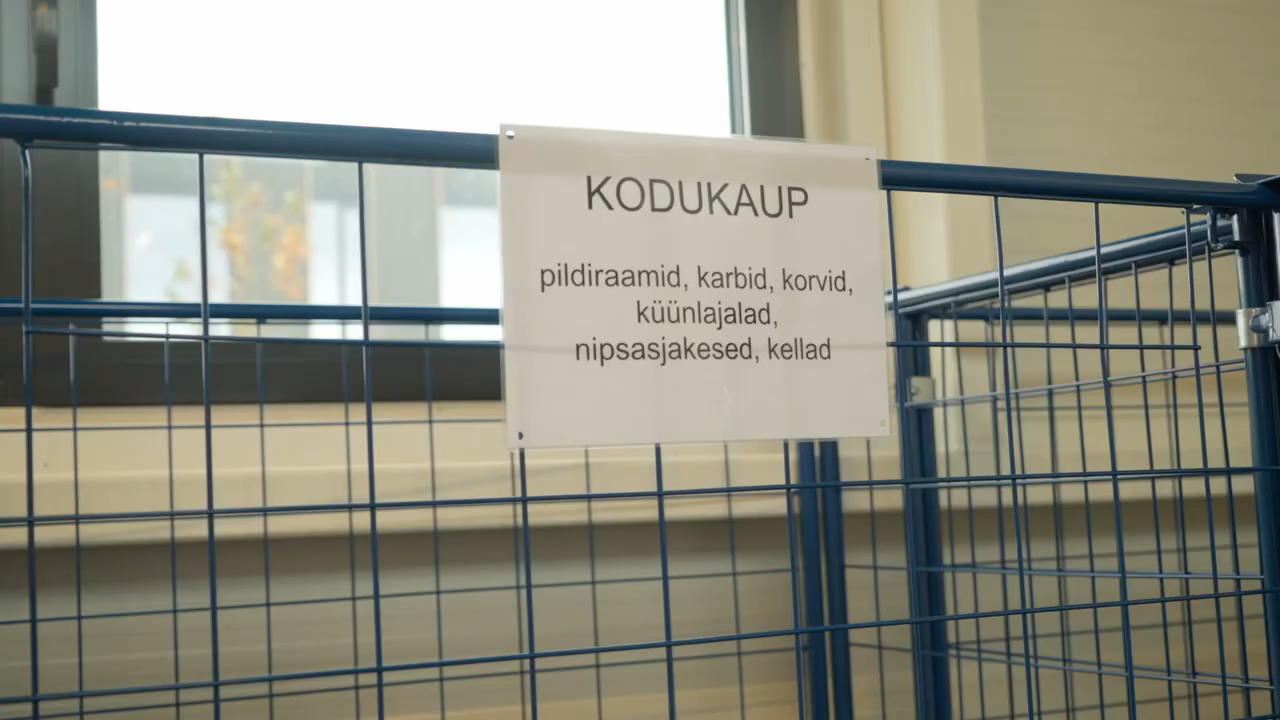 KODUKAUP
pildiraamid, karbid, korvid,
küünlajalad,
nipsasjakesed, kellad